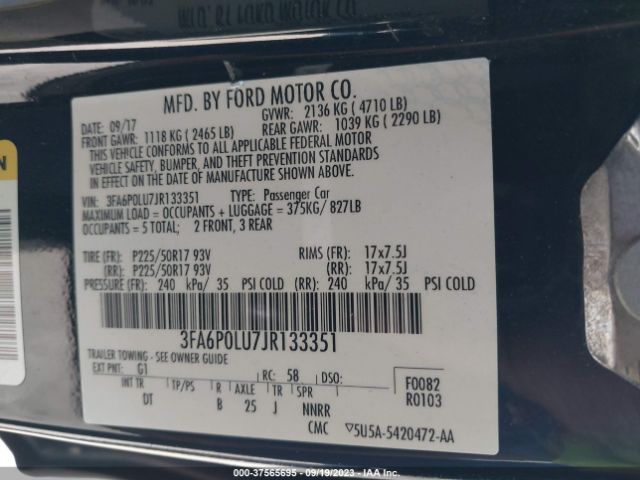 MFD. BY FORD MOTOR CO.
DATE: 09/17 GVWR: 2136 KG ( 4710 LB)
FRONT GAWR: 1118 KG ( 2465 LB) REAR GAWR: 1039 KG ( 2290 LB)
THIS VEHICLE CONFORMS TO ALL APPLICABLE FEDERAL MOTOR
VEHICLE SAFETY, BUMPER, AND THEFT PREVENTION STANDARDS
IN EFFECT ON THE DATE OF MANUFACTURE SHOWN ABOVE.
VIN: 3FA6P0LU7JR133351 TYPE: Passenger Car
MAXIMUM LOAD = OCCUPANTS + LUGGAGE = 375KG/ 827LB
OCCUPANTS: = 5 TOTAL; 2 FRONT, 3 REAR
TIRE (FR): P225/50R17 93V RIMS (FR): 17x7.5J
(RR): P225/50R17 93V (RR): 17x7.5J
PRESSURE (FR): 240 kPa/ 35 PSI COLD (RR): 240 kPa/ 35 PSI COLD
3FA6P0LU7JR133351
TRAILER TOWING - SEE OWNER GUIDE
EXT PNT: G1 RC: 58 DSO: F0082
INT TR TP/PS R AXLE TR SPR R0103
DT B 25 J NNRR
CMC 5U5A-5420472-AA
000-37565695 - 09/19/2023 - IAAI.com